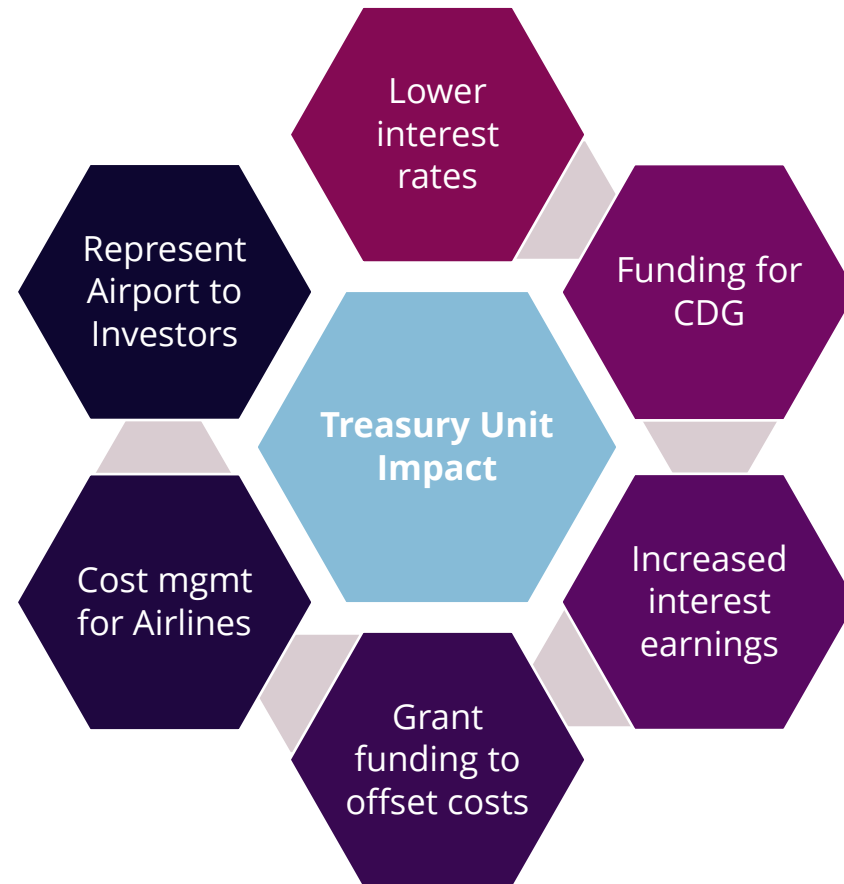 Lower
interest
rates
Funding for
CDG
Increased
interest
earnings
Grant
funding to
offset costs
Cost mgmt
for Airlines
Represent
Airport to
Investors
Treasury Unit
Impact